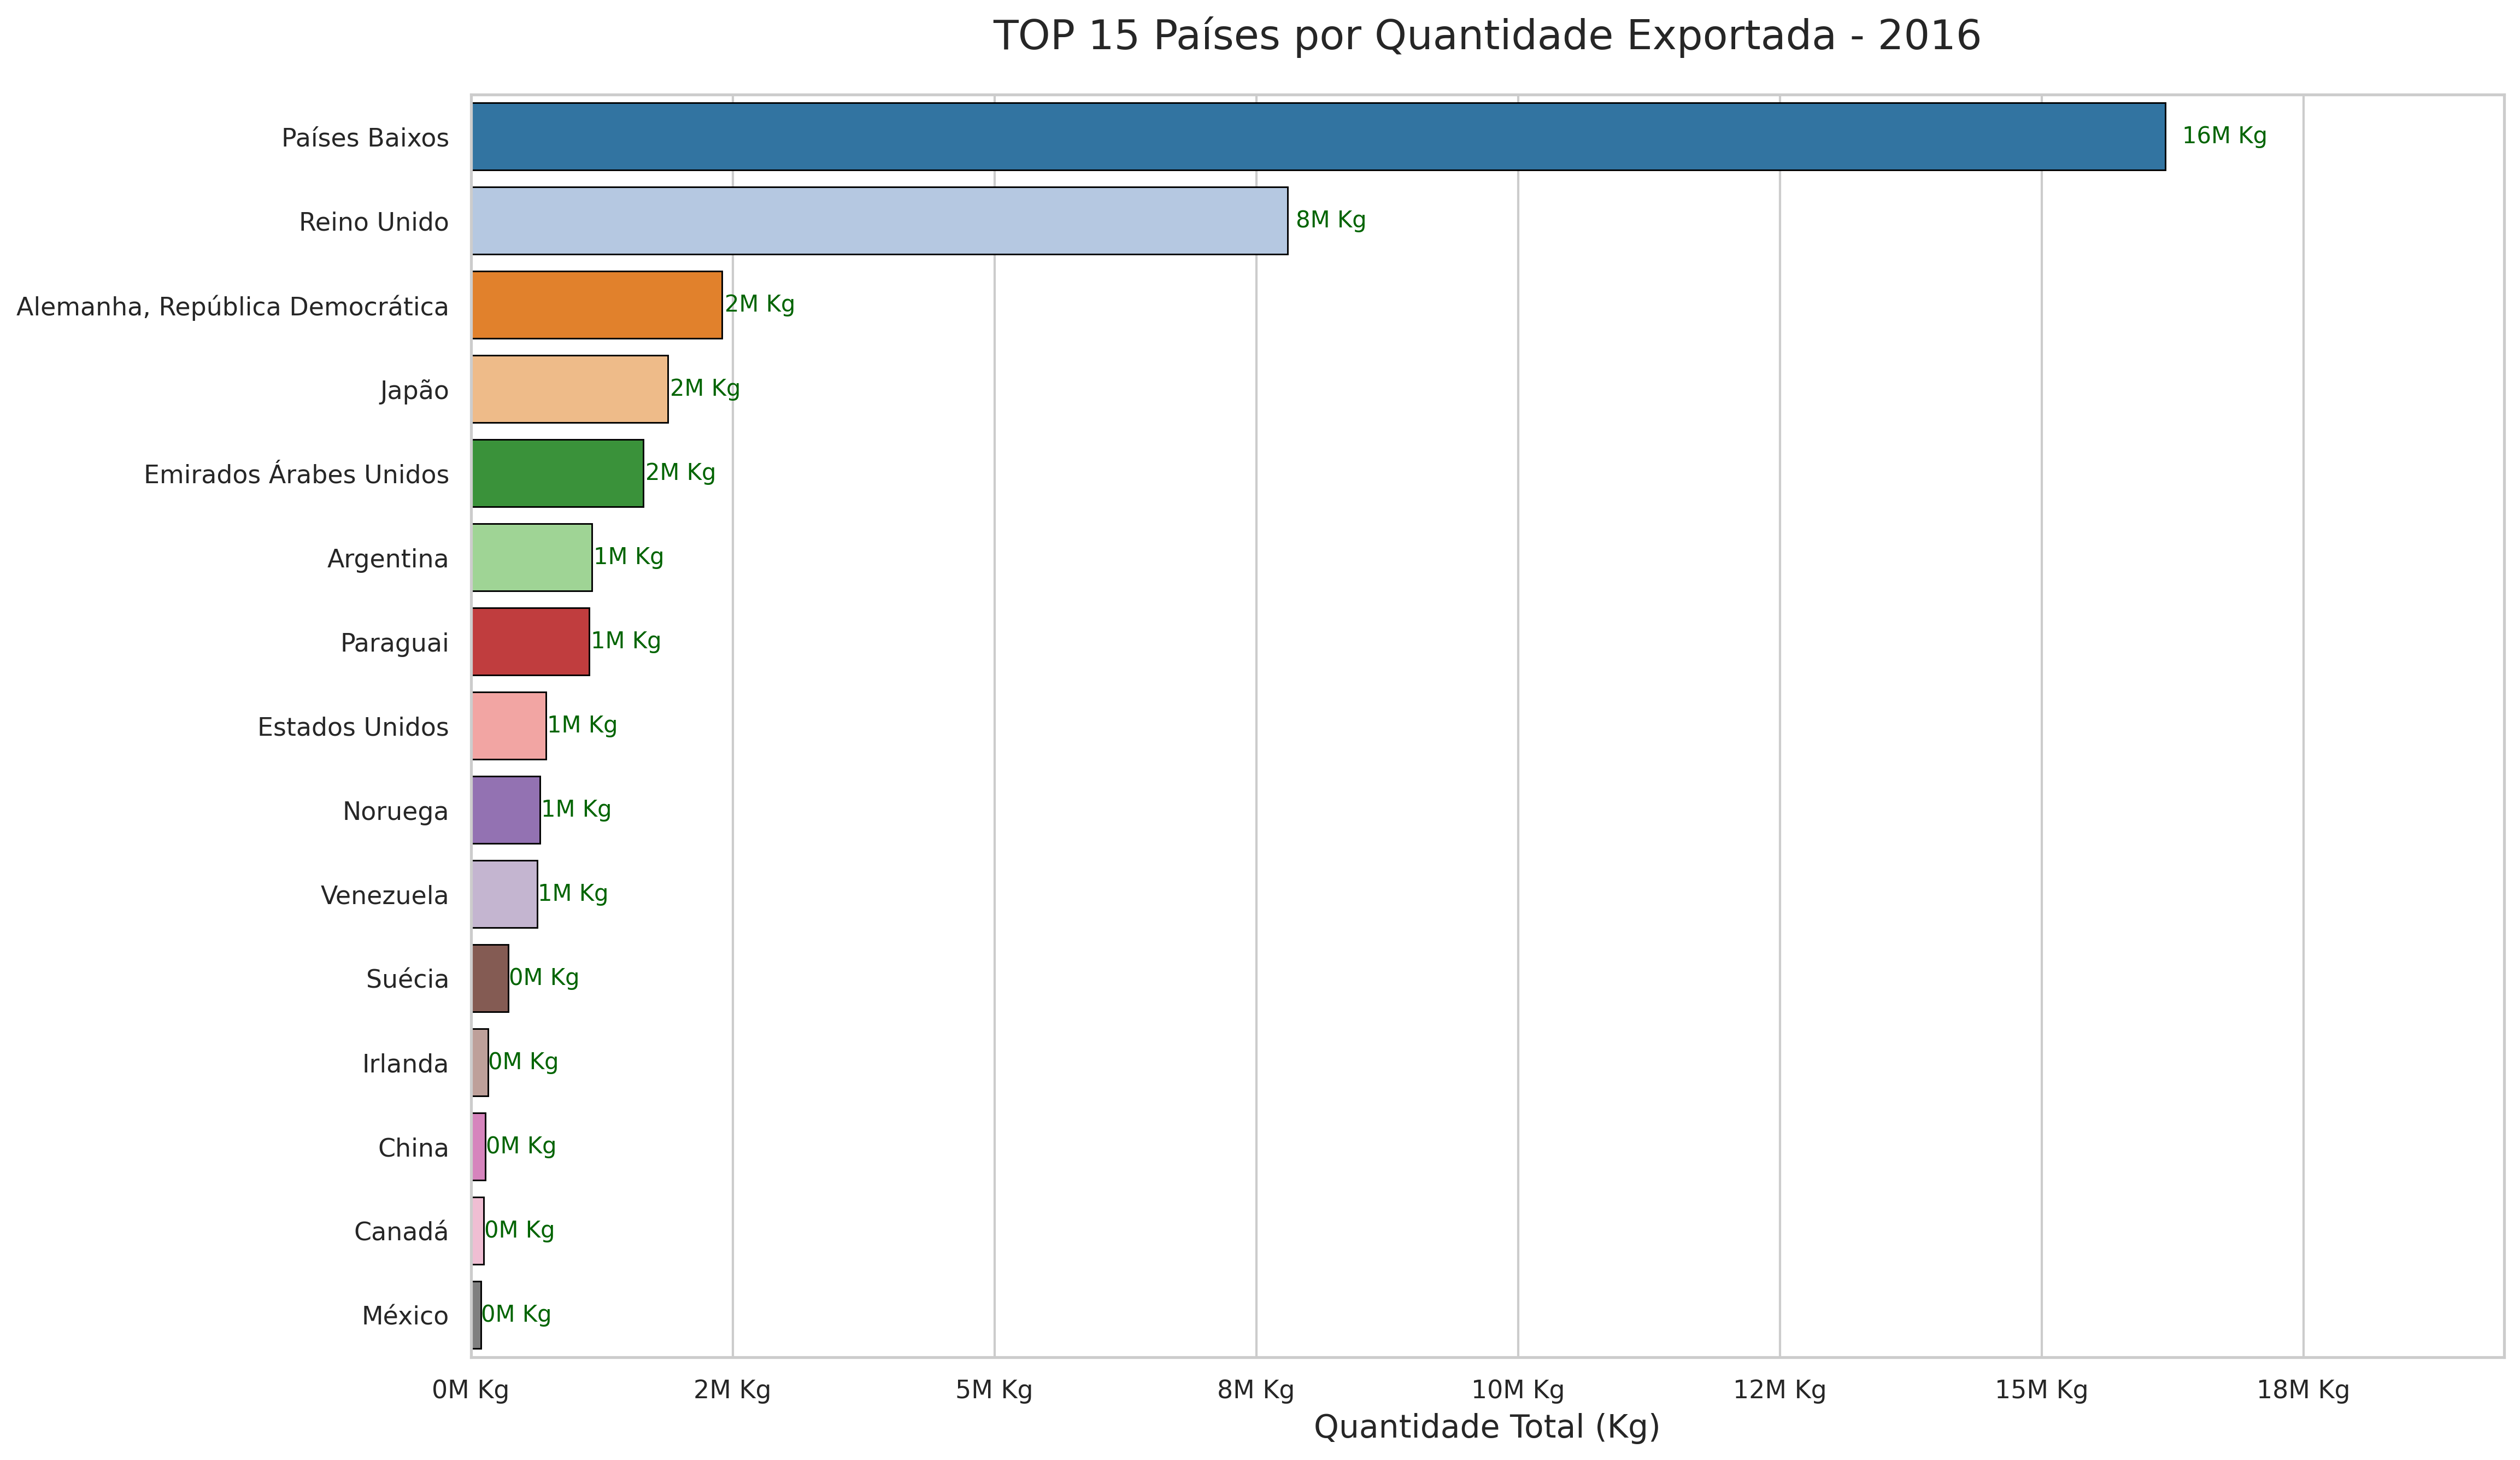 TOP 15 Países por Quantidade Exportada - 2016
Países Baixos 16M Kg
Reino Unido 8M Kg
Alemanha, República Democrática 2M Kg
Japão 2M Kg
Emirados Árabes Unidos 2M Kg
Argentina 1M Kg
Paraguai 1M Kg
Estados Unidos 1M Kg
Noruega 1M Kg
Venezuela 1M Kg
Suécia 0M Kg
Irlanda 0M Kg
China 0M Kg
Canadá 0M Kg
México 0M Kg
0M Kg 2M Kg 5M Kg 8M Kg 10M Kg 12M Kg 15M Kg 18M Kg
Quantidade Total (Kg)